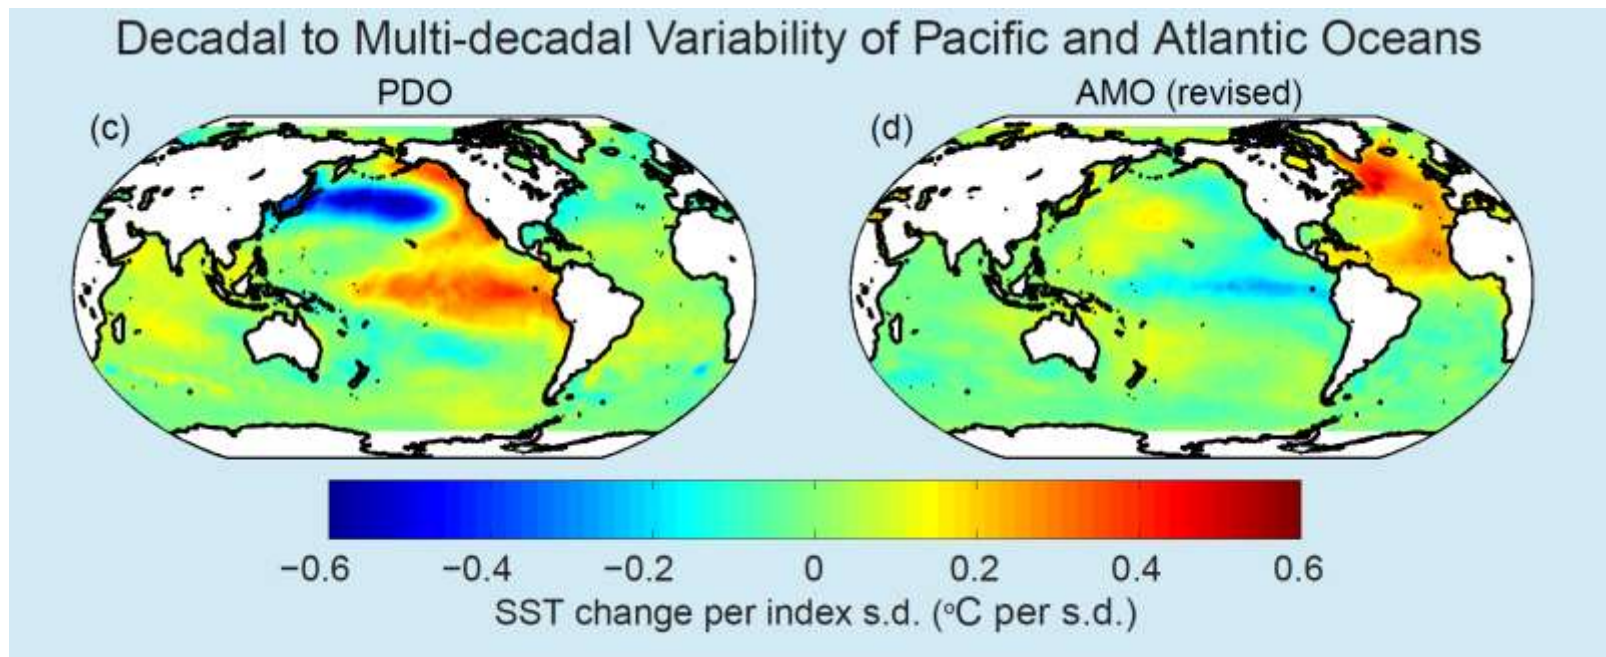 Decadal to Multi-decadal Variability of Pacific and Atlantic Oceans
PDO
AMO (revised)
(c)
(d)
−0.6 −0.4 −0.2 0 0.2 0.4 0.6
SST change per index s.d. (°C per s.d.)